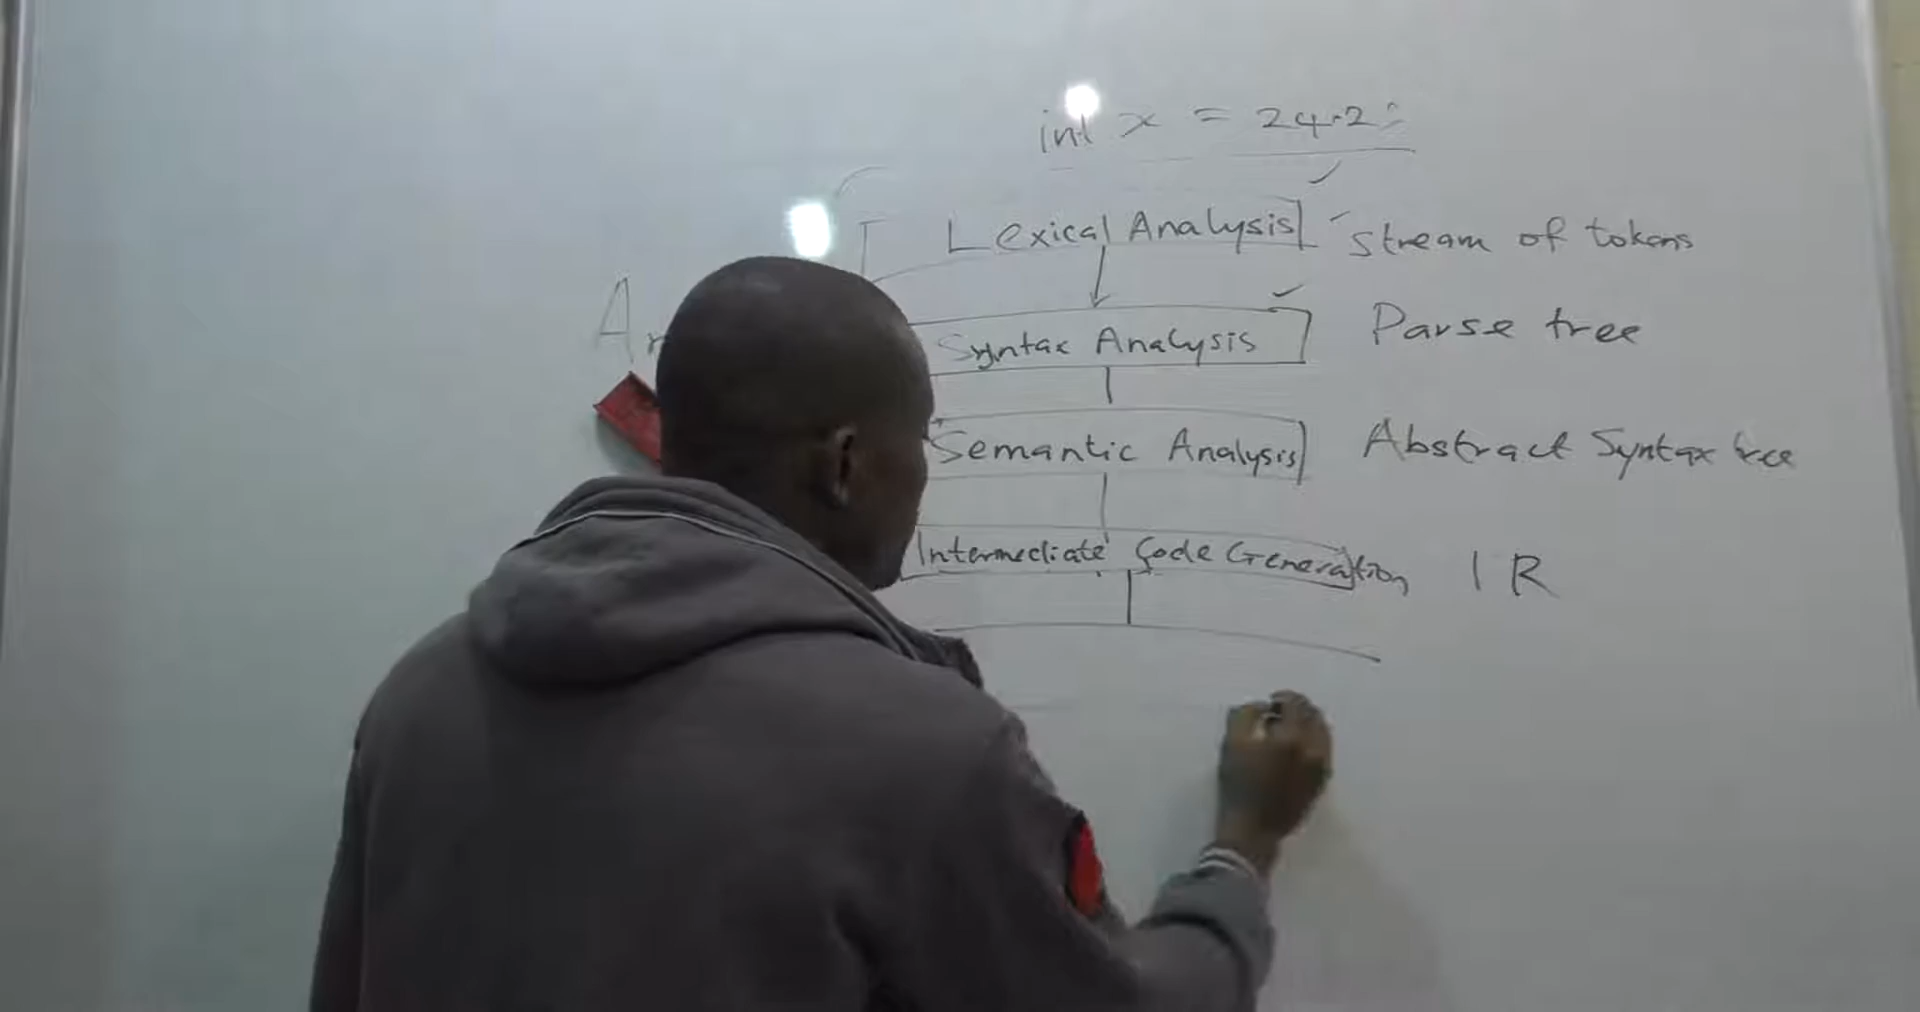 int x = 24.2;
Lexical Analysis stream of tokens
Syntax Analysis Parse tree
Semantic Analysis Abstract Syntax tree
Intermediate Code Generation IR